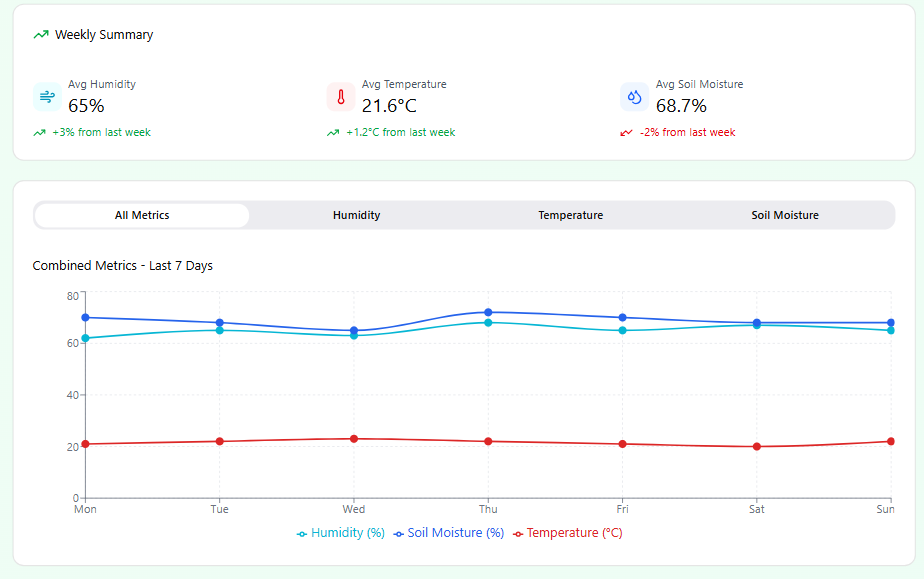 Weekly Summary
Avg Humidity
65%
+3% from last week
Avg Temperature
21.6°C
+1.2°C from last week
Avg Soil Moisture
68.7%
-2% from last week
All Metrics Humidity Temperature Soil Moisture
Combined Metrics - Last 7 Days
80
60
40
20
0
Mon Tue Wed Thu Fri Sat Sun
Humidity (%) Soil Moisture (%) Temperature (°C)